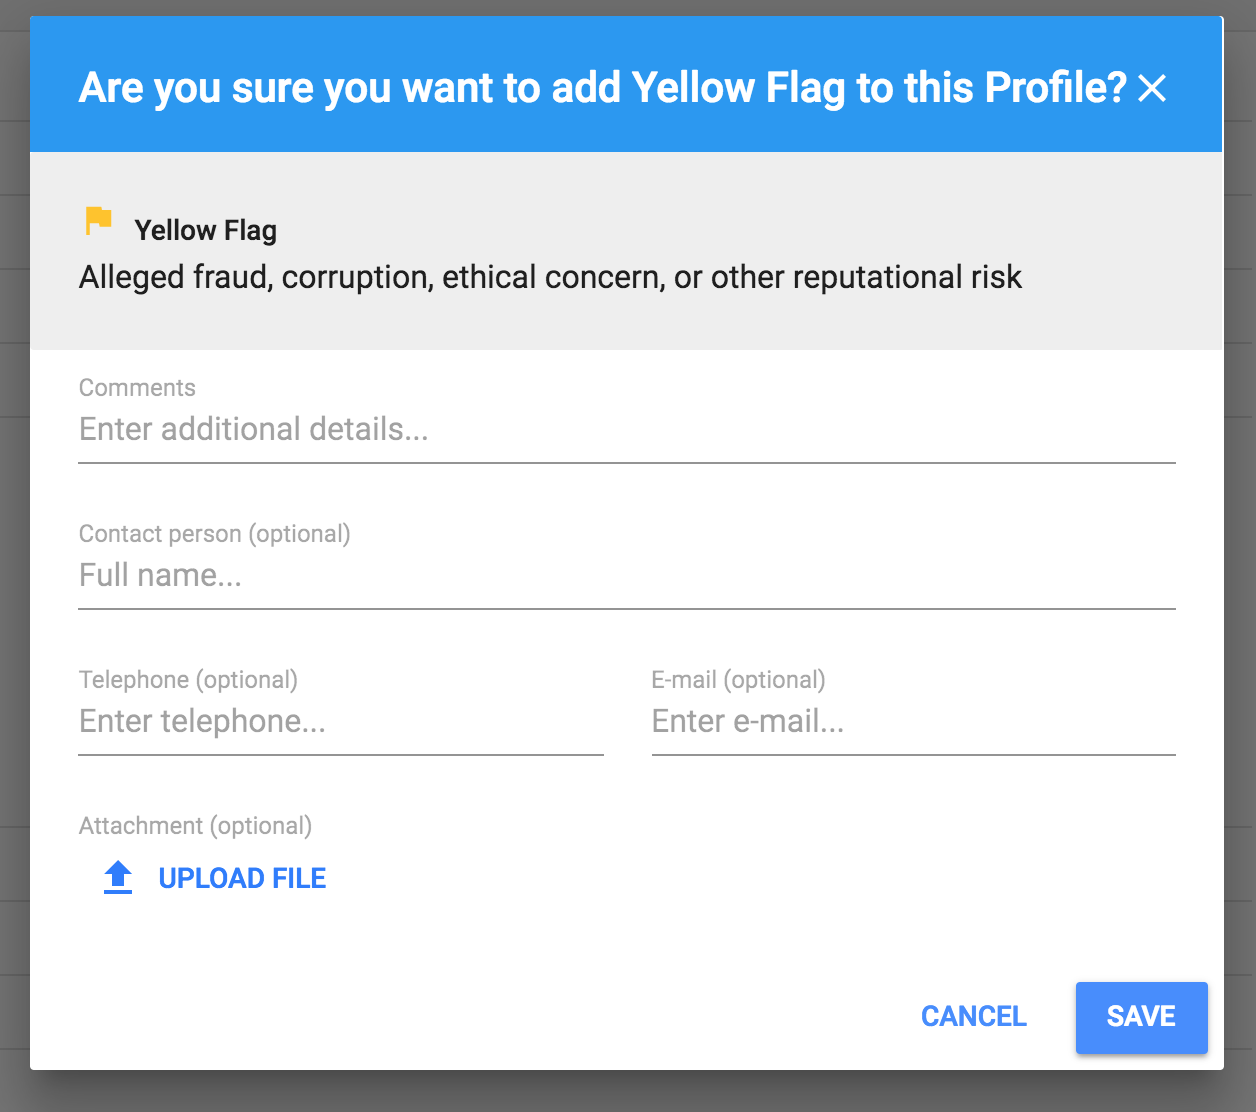 Are you sure you want to add Yellow Flag to this Profile?
Yellow Flag
Alleged fraud, corruption, ethical concern, or other reputational risk
Comments
Enter additional details...
Contact person (optional)
Full name...
Telephone (optional)
Enter telephone...
E-mail (optional)
Enter e-mail...
Attachment (optional)
UPLOAD FILE
CANCEL
SAVE